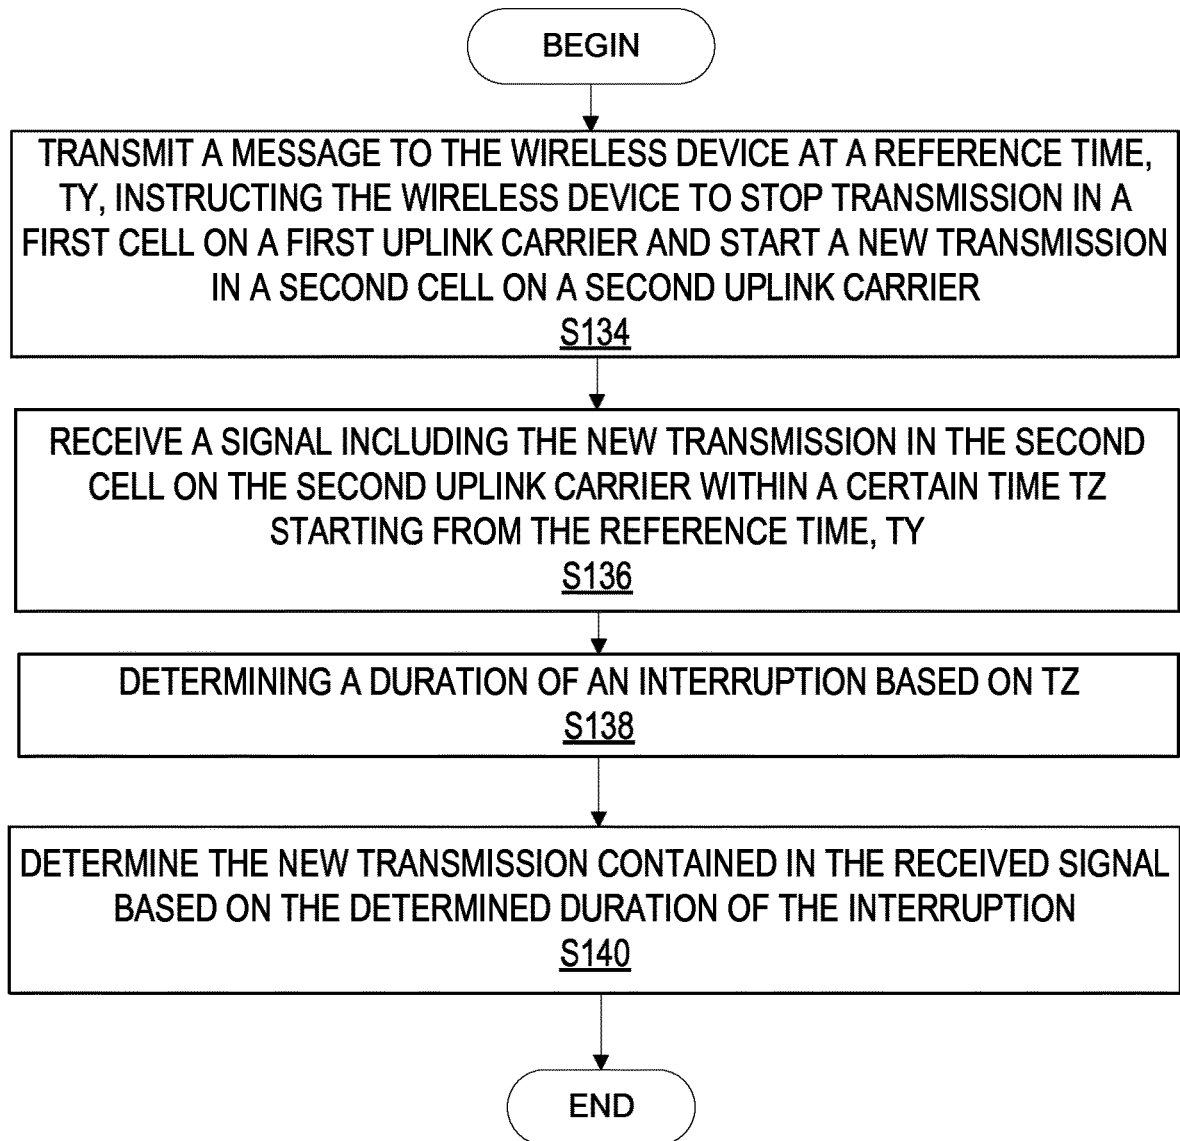 BEGIN
TRANSMIT A MESSAGE TO THE WIRELESS DEVICE AT A REFERENCE TIME,
TY, INSTRUCTING THE WIRELESS DEVICE TO STOP TRANSMISSION IN A
FIRST CELL ON A FIRST UPLINK CARRIER AND START A NEW TRANSMISSION
IN A SECOND CELL ON A SECOND UPLINK CARRIER
S134
RECEIVE A SIGNAL INCLUDING THE NEW TRANSMISSION IN THE SECOND
CELL ON THE SECOND UPLINK CARRIER WITHIN A CERTAIN TIME TZ
STARTING FROM THE REFERENCE TIME, TY
S136
DETERMINING A DURATION OF AN INTERRUPTION BASED ON TZ
S138
DETERMINE THE NEW TRANSMISSION CONTAINED IN THE RECEIVED SIGNAL
BASED ON THE DETERMINED DURATION OF THE INTERRUPTION
S140
END